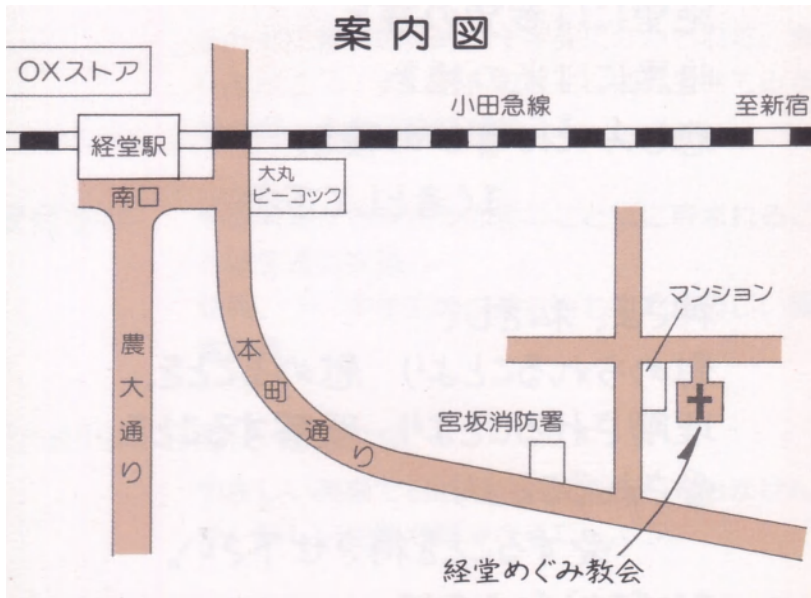 案内図
OXストア
小田急線
至新宿
経堂駅
大丸
ピーコック
南口
マンション
農大通り
本町通り
宮坂消防署
経堂めぐみ教会